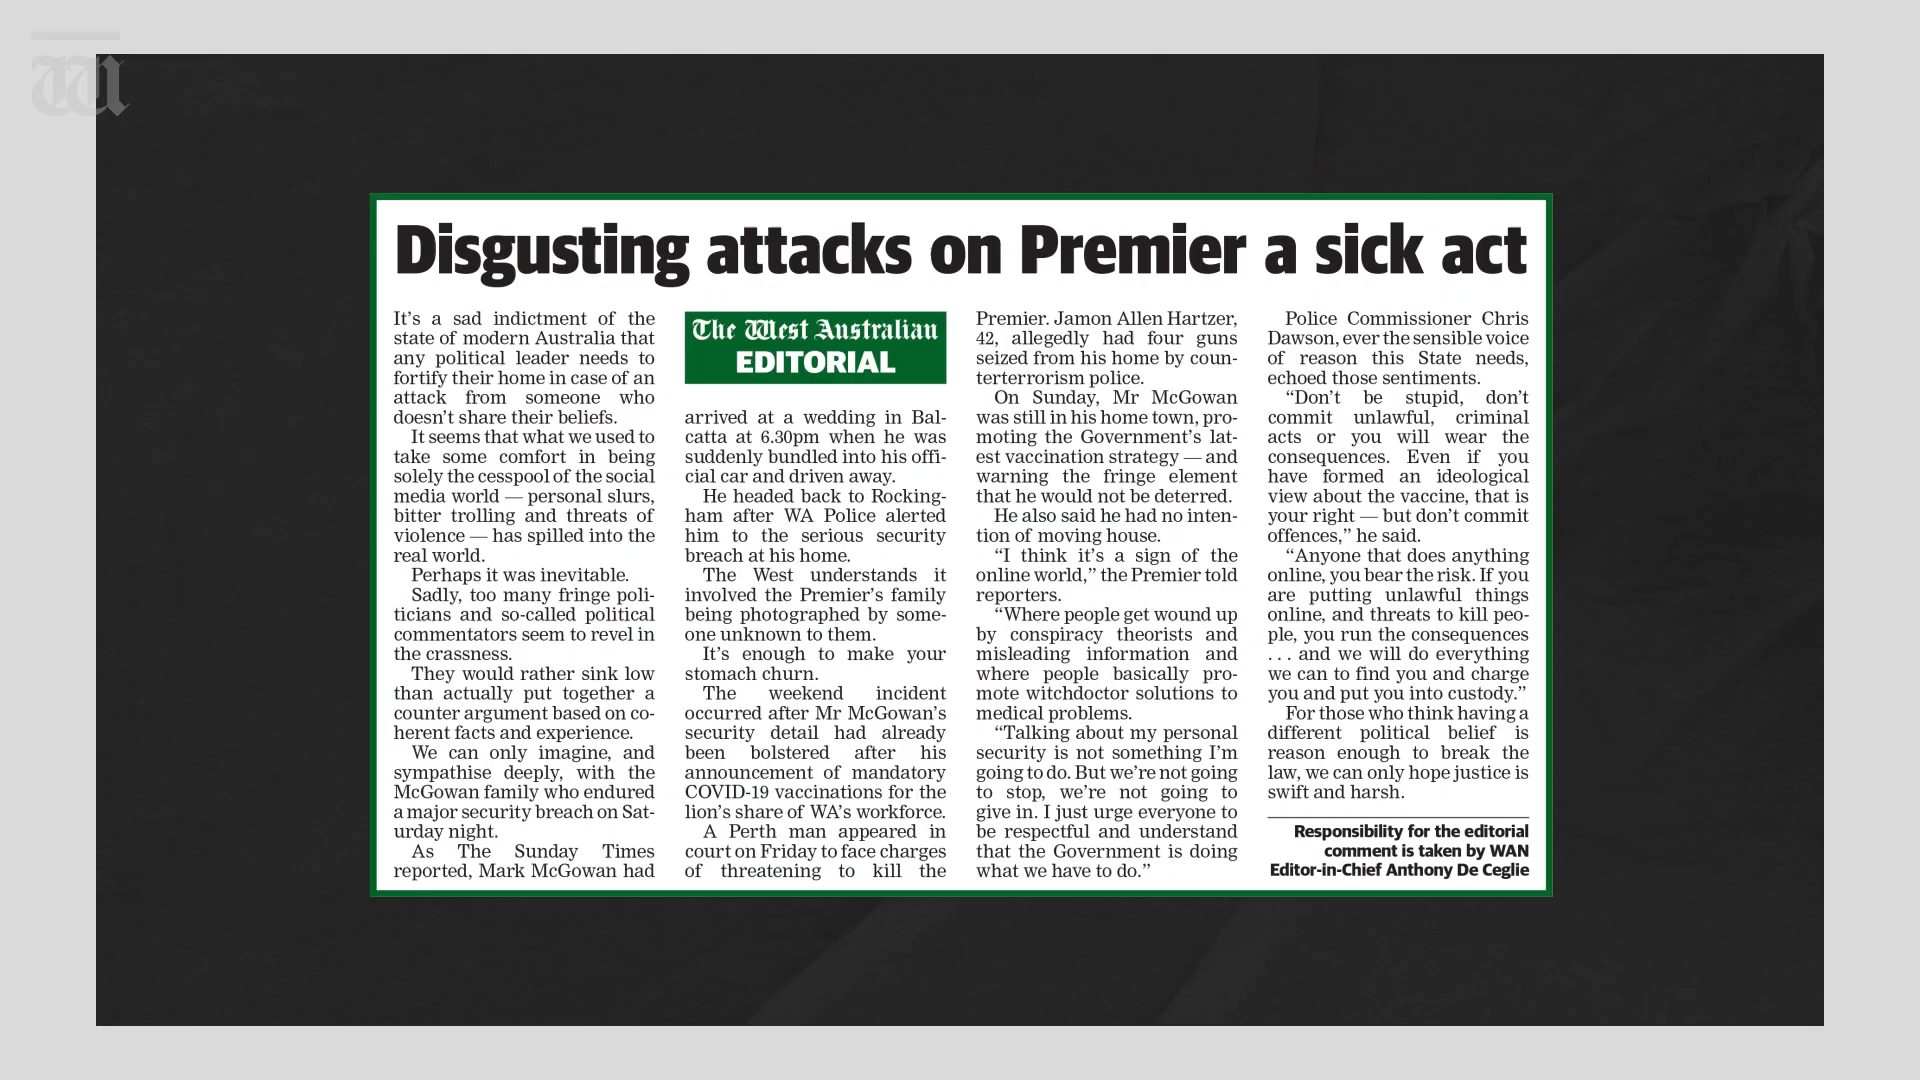 W
Disgusting attacks on Premier a sick act
It’s a sad indictment of the
state of modern Australia that
any political leader needs to
fortify their home in case of an
attack from someone who
doesn’t share their beliefs.
It seems that what we used to
take some comfort in being
solely the cesspool of the social
media world — personal slurs,
bitter trolling and threats of
violence — has spilled into the
real world.
Perhaps it was inevitable.
Sadly, too many fringe poli-
ticians and so-called political
commentators seem to revel in
the crassness.
They would rather sink low
than actually put together a
counter argument based on co-
herent facts and experience.
We can only imagine, and
sympathise deeply, with the
McGowan family who endured
a major security breach on Sat-
urday night.
As The Sunday Times
reported, Mark McGowan had
The West Australian
EDITORIAL
arrived at a wedding in Bal-
catta at 6.30pm when he was
suddenly bundled into his offi-
cial car and driven away.
He headed back to Rocking-
ham after WA Police alerted
him to the serious security
breach at his home.
The West understands it
involved the Premier’s family
being photographed by some-
one unknown to them.
It’s enough to make your
stomach churn.
The weekend incident
occurred after Mr McGowan’s
security detail had already
been bolstered after his
announcement of mandatory
COVID-19 vaccinations for the
lion’s share of WA’s workforce.
A Perth man appeared in
court on Friday to face charges
of threatening to kill the
Premier. Jamon Allen Hartzer,
42, allegedly had four guns
seized from his home by coun-
terterrorism police.
On Sunday, Mr McGowan
was still in his home town, pro-
moting the Government’s lat-
est vaccination strategy — and
warning the fringe element
that he would not be deterred.
He also said he had no inten-
tion of moving house.
“I think it’s a sign of the
online world,” the Premier told
reporters.
“Where people get wound up
by conspiracy theorists and
misleading information and
where people basically pro-
mote witchdoctor solutions to
medical problems.
“Talking about my personal
security is not something I’m
going to do. But we’re not going
to stop, we’re not going to
give in. I just urge everyone to
be respectful and understand
that the Government is doing
what we have to do.”
Police Commissioner Chris
Dawson, ever the sensible voice
of reason this State needs,
echoed those sentiments.
“Don’t be stupid, don’t
commit unlawful, criminal
acts or you will wear the
consequences. Even if you
have formed an ideological
view about the vaccine, that is
your right — but don’t commit
offences,” he said.
“Anyone that does anything
online, you bear the risk. If you
are putting unlawful things
online, and threats to kill peo-
ple, you run the consequences
. . . and we will do everything
we can to find you and charge
you and put you into custody.”
For those who think having a
different political belief is
reason enough to break the
law, we can only hope justice is
swift and harsh.
Responsibility for the editorial
comment is taken by WAN
Editor-in-Chief Anthony De Ceglie